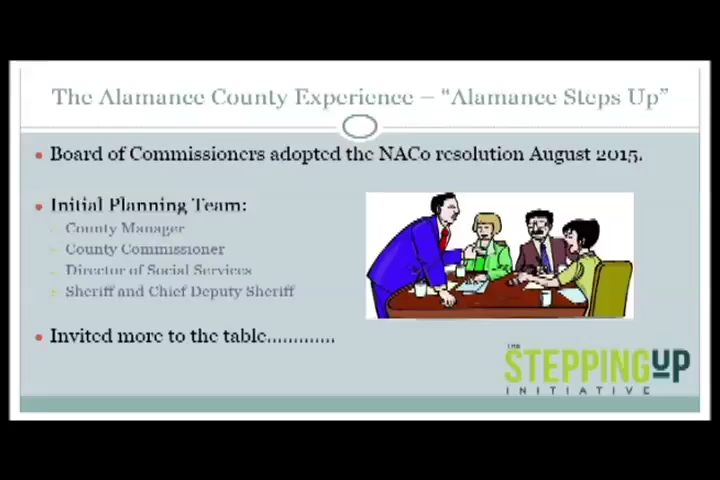 The Alamance County Experience – “Alamance Steps Up”
Board of Commissioners adopted the NACo resolution August 2015.
Initial Planning Team:
County Manager
County Commissioner
Director of Social Services
Sheriff and Chief Deputy Sheriff
Invited more to the table.............
THE
STEPPING UP
INITIATIVE